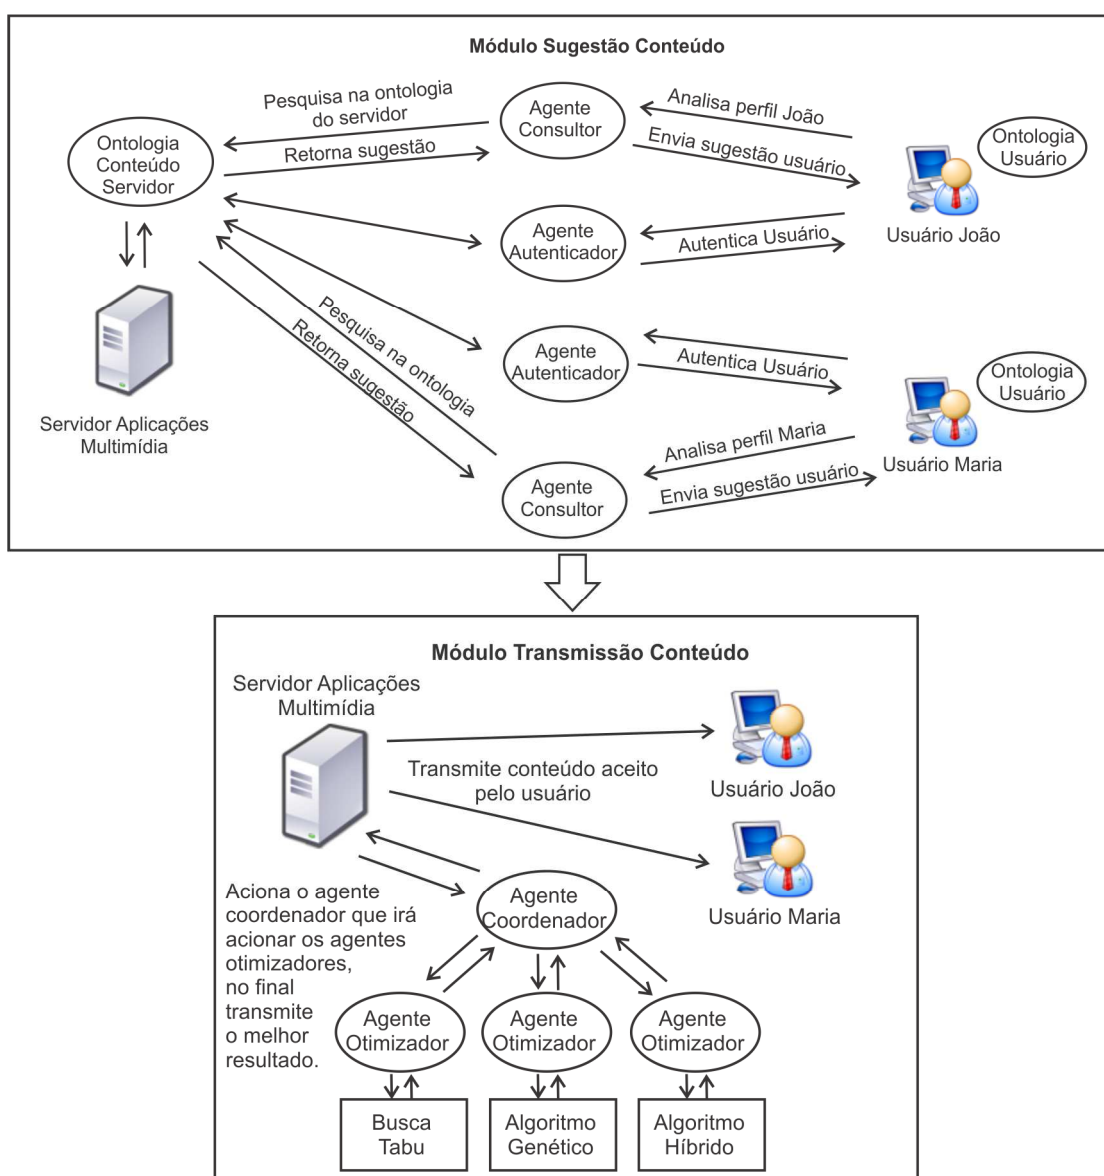 Módulo Sugestão Conteúdo
Pesquisa na ontologia
do servidor
Retorna sugestão
Agente
Consultor
Analisa perfil João
Envia sugestão usuário
Ontologia
Usuário
Ontologia
Conteúdo
Servidor
Agente
Autenticador
Autentica Usuário
Usuário João
Pesquisa na ontologia
Retorna sugestão
Agente
Autenticador
Autentica Usuário
Ontologia
Usuário
Servidor Aplicações
Multimídia
Analisa perfil Maria
Envia sugestão usuário
Usuário Maria
Agente
Consultor
Módulo Transmissão Conteúdo
Servidor Aplicações
Multimídia
Transmite conteúdo aceito
pelo usuário
Usuário João
Usuário Maria
Aciona o agente
coordenador que irá
acionar os agentes
otimizadores,
no final
transmite
o melhor
resultado.
Agente
Coordenador
Agente
Otimizador
Agente
Otimizador
Agente
Otimizador
Busca
Tabu
Algoritmo
Genético
Algoritmo
Híbrido